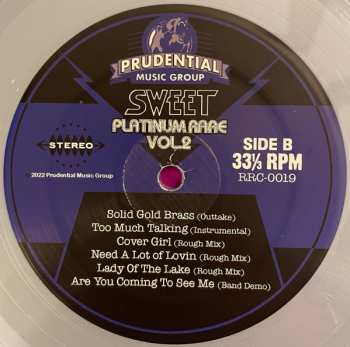 PRUDENTIAL
MUSIC GROUP
SWEET
PLATINUM RARE
VOL2
STEREO
SIDE B
33⅓ RPM
RRC-0019
2022 Prudential Music Group
Solid Gold Brass (Outtake)
Too Much Talking (Instrumental)
Cover Girl (Rough Mix)
Need A Lot of Lovin (Rough Mix)
Lady Of The Lake (Rough Mix)
Are You Coming To See Me (Band Demo)